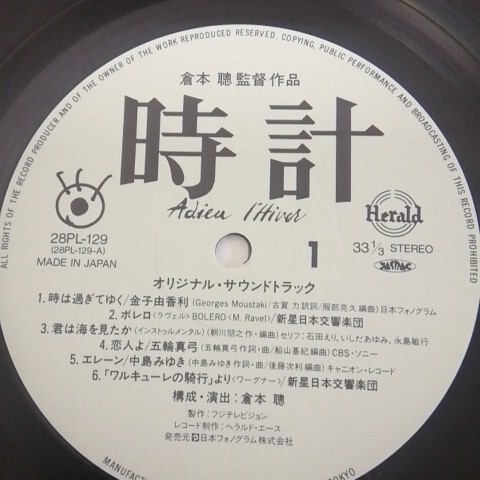 ALL RIGHTS OF THE RECORD PRODUCER AND OF THE OWNER OF THE WORK REPRODUCED RESERVED. COPYING, PUBLIC PERFORMANCE AND BROADCASTING OF THIS RECORD PROHIBITED
倉本 聰 監督作品
時計
Adieu l'Hiver
28PL-129
(28PL-129-A)
MADE IN JAPAN
1
Herald
33 1/3 STEREO
JASRAC
オリジナル・サウンドトラック
1. 時は過ぎてゆく/金子由香利 (Georges Moustaki/古賀 力訳詞/服部克久編曲)日本フォノグラム
2. ボレロ〈ラヴェル〉BOLERO〈M. Ravel〉/新星日本交響楽団
3. 君は海を見たか(インストゥルメンタル)(朝川朋之作・編曲)セリフ:石田えり、いしだあゆみ、永島敏行
4. 恋人よ/五輪真弓(五輪真弓作詞・曲/船山基紀編曲)CBS・ソニー
5. エレーン/中島みゆき(中島みゆき作詞・曲/後藤次利編曲)キャニオン・レコード
6. 「ワルキューレの騎行」より〈ワーグナー〉/新星日本交響楽団
構成・演出:倉本 聰
製作:フジテレビジョン
レコード制作:ヘラルド・エース
発売元 日本フォノグラム株式会社
MANUFACT
TOKYO